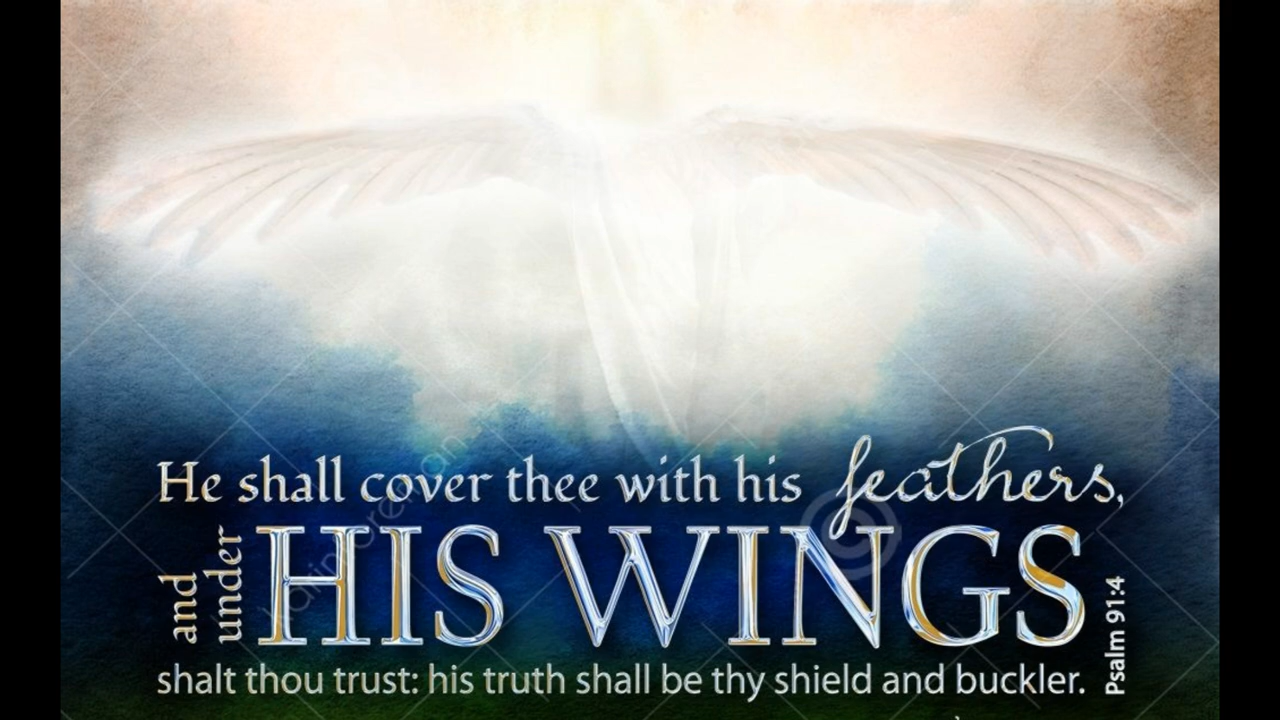 He shall cover thee with his feathers,
and
under
HIS WINGS
shalt thou trust: his truth shall be thy shield and buckler.
Psalm 91:4